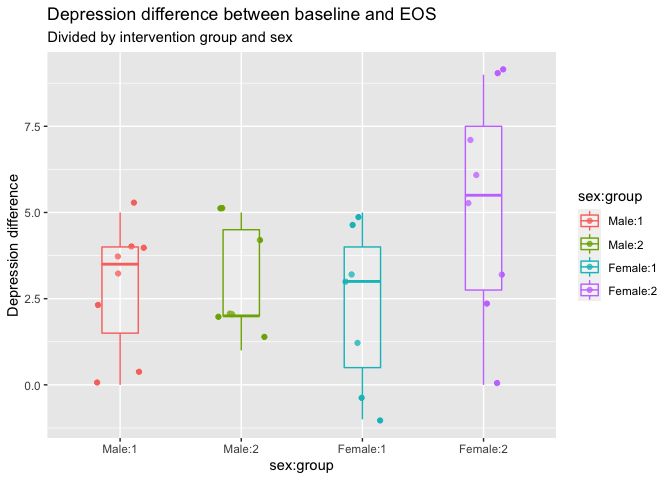 Depression difference between baseline and EOS
Divided by intervention group and sex
Depression difference
7.5
5.0
2.5
0.0
Male:1
Male:2
Female:1
Female:2
sex:group
sex:group
Male:1
Male:2
Female:1
Female:2